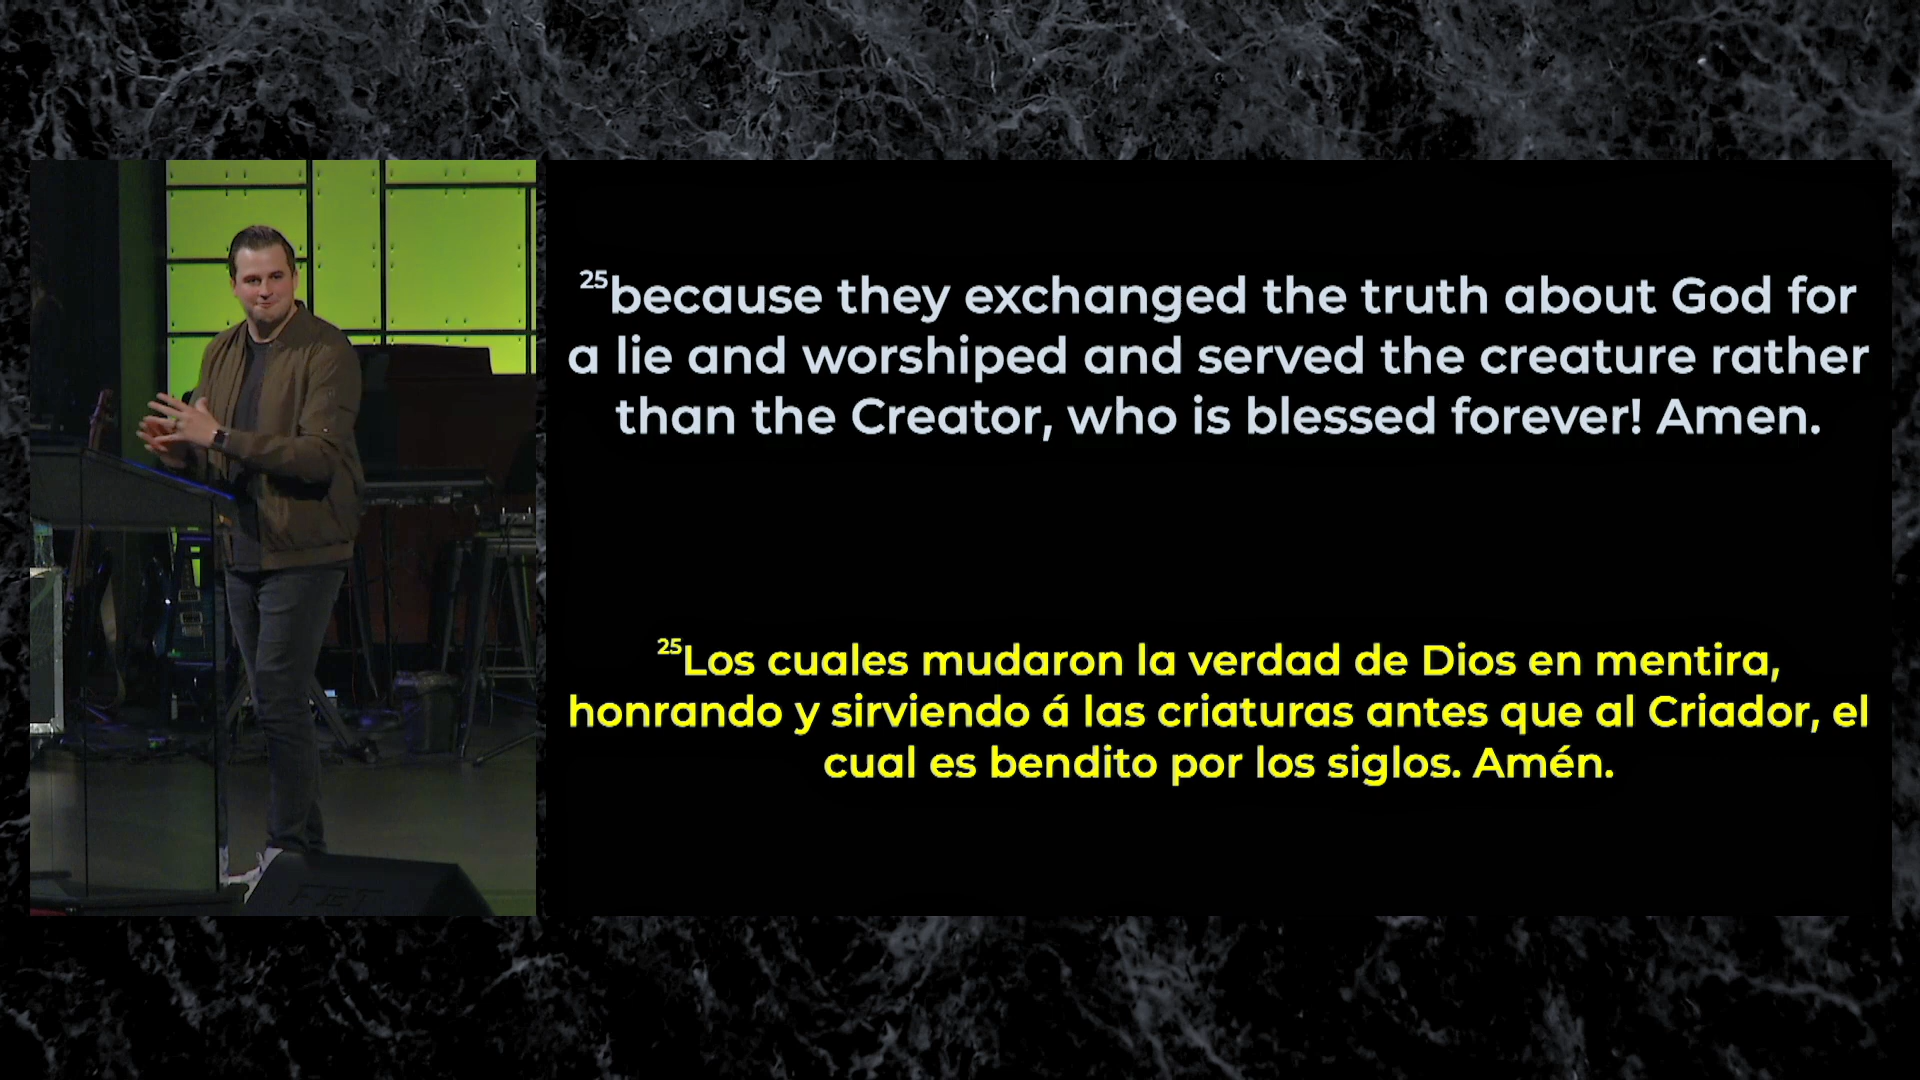 25because they exchanged the truth about God for
a lie and worshiped and served the creature rather
than the Creator, who is blessed forever! Amen.
25Los cuales mudaron la verdad de Dios en mentira,
honrando y sirviendo á las criaturas antes que al Criador, el
cual es bendito por los siglos. Amén.